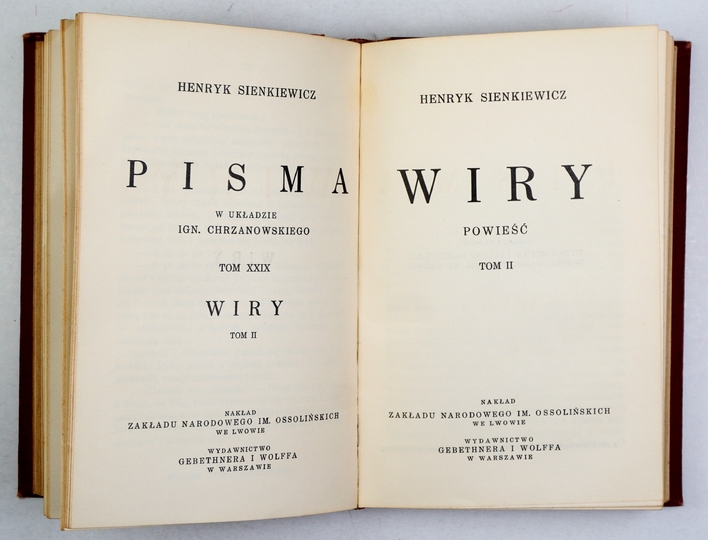 HENRYK SIENKIEWICZ
PISMA
W UKŁADZIE
IGN. CHRZANOWSKIEGO
TOM XXIX
WIRY
TOM II
NAKŁAD
ZAKŁADU NARODOWEGO IM. OSSOLIŃSKICH
WE LWOWIE
WYDAWNICTWO
GEBETHNERA I WOLFFA
W WARSZAWIE
HENRYK SIENKIEWICZ
WIRY
POWIEŚĆ
TOM II
NAKŁAD
ZAKŁADU NARODOWEGO IM. OSSOLIŃSKICH
WE LWOWIE
WYDAWNICTWO
GEBETHNERA I WOLFFA
W WARSZAWIE